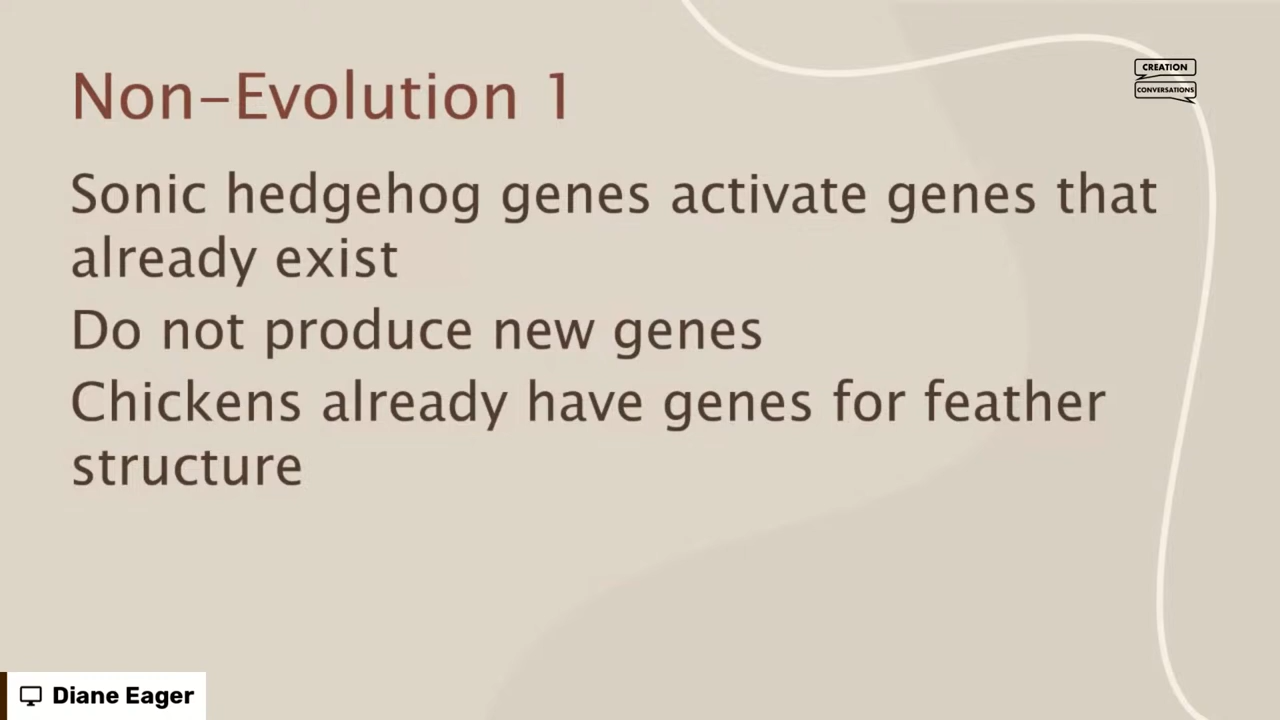 Non-Evolution 1
CREATION
CONVERSATIONS
Sonic hedgehog genes activate genes that
already exist
Do not produce new genes
Chickens already have genes for feather
structure
Diane Eager